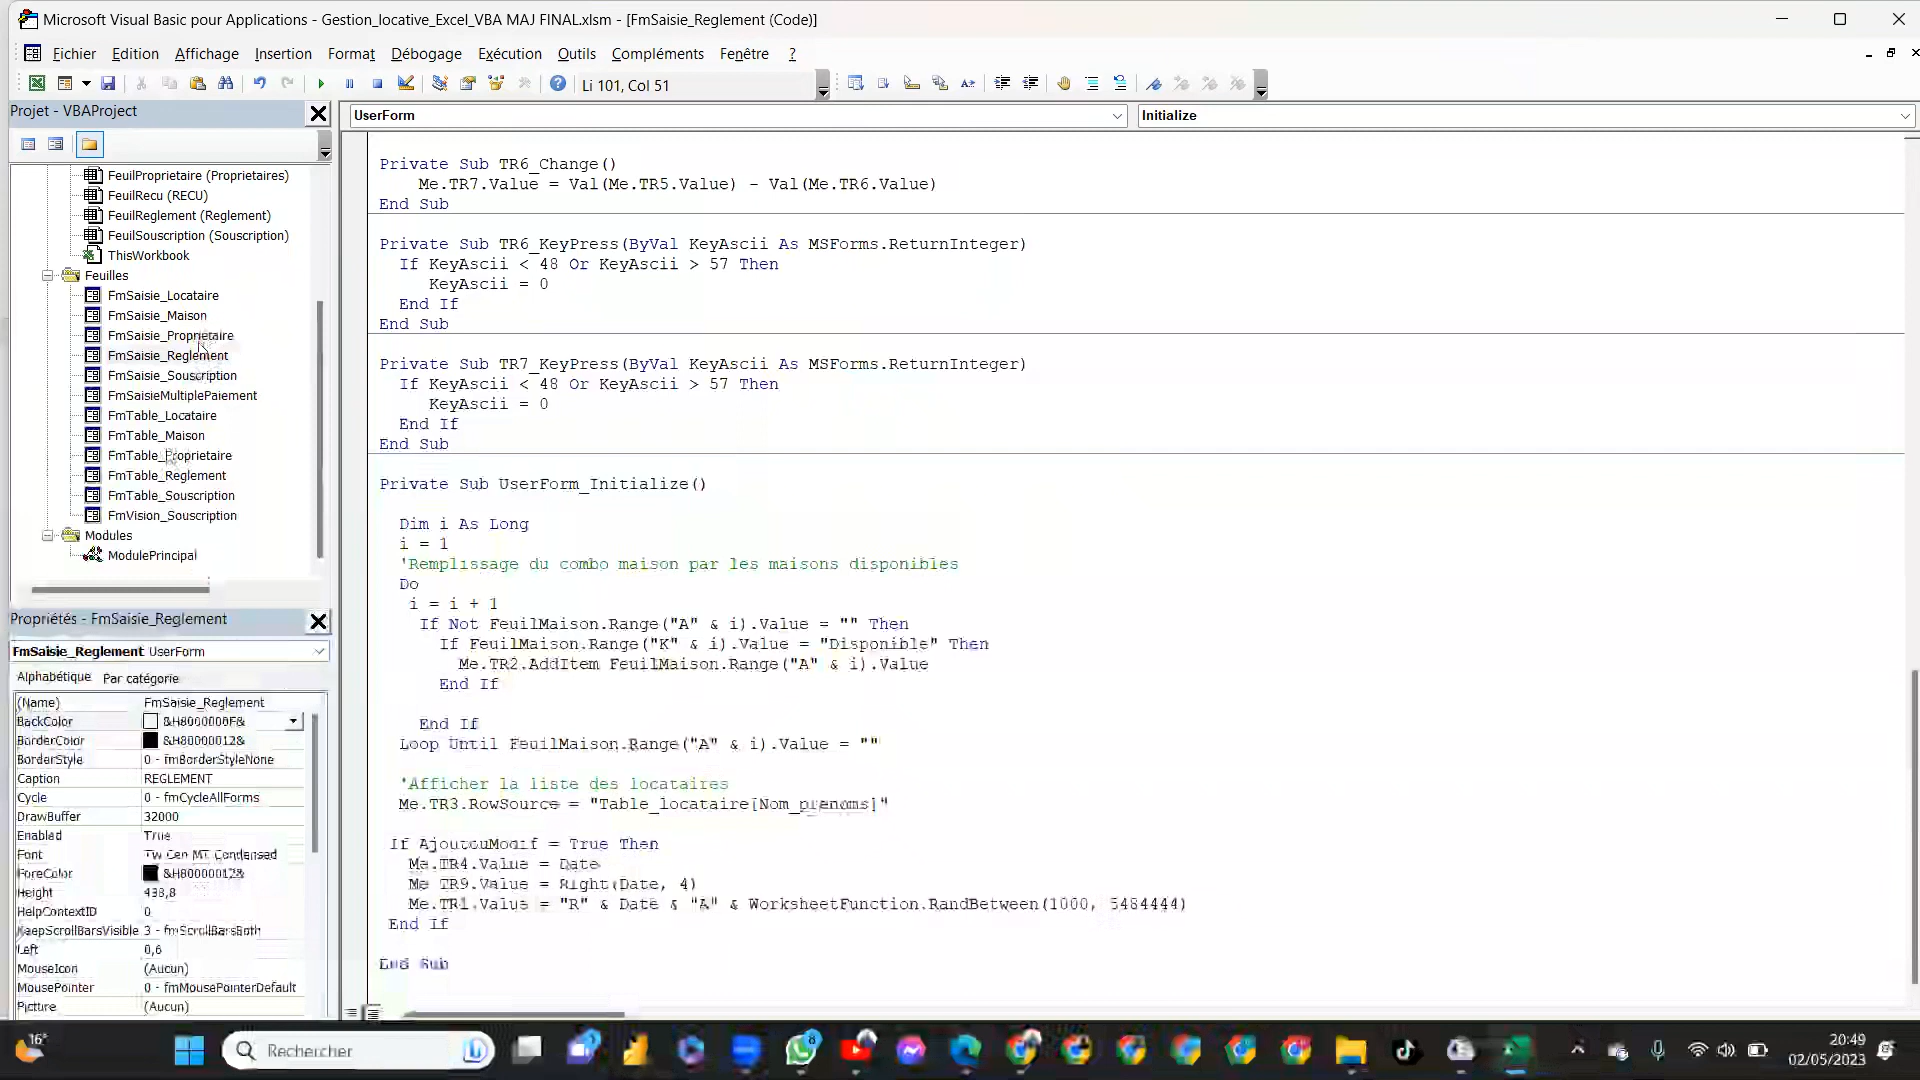 Microsoft Visual Basic pour Applications - Gestion_locative_Excel_VBA MAJ FINAL.xlsm - [FmSaisie_Reglement (Code)]
Fichier Edition Affichage Insertion Format Débogage Exécution Outils Compléments Fenêtre ?
Li 101, Col 51
Projet - VBAProject
FeuilProprietaire (Proprietaires)
FeuilRecu (RECU)
FeuilReglement (Reglement)
FeuilSouscription (Souscription)
ThisWorkbook
Feuilles
FmSaisie_Locataire
FmSaisie_Maison
FmSaisie_Proprietaire
FmSaisie_Reglement
FmSaisie_Souscription
FmSaisieMultiplePaiement
FmTable_Locataire
FmTable_Maison
FmTable_Proprietaire
FmTable_Reglement
FmTable_Souscription
FmVision_Souscription
Modules
ModulePrincipal
Propriétés - FmSaisie_Reglement
FmSaisie_Reglement UserForm
Alphabétique Par catégorie
(Name) FmSaisie_Reglement
BackColor &H8000000F&
BorderColor &H80000012&
BorderStyle 0 - fmBorderStyleNone
Caption REGLEMENT
Cycle 0 - fmCycleAllForms
DrawBuffer 32000
Enabled True
Font Tw Cen MT Condensed
ForeColor &H80000012&
Height 438,8
HelpContextID 0
KeepScrollBarsVisible 3 - fmScrollBarsBoth
Left 0,6
MouseIcon (Aucun)
MousePointer 0 - fmMousePointerDefault
Picture (Aucun)
UserForm Initialize
Private Sub TR6_Change()
Me.TR7.Value = Val(Me.TR5.Value) - Val(Me.TR6.Value)
End Sub
Private Sub TR6_KeyPress(ByVal KeyAscii As MSForms.ReturnInteger)
If KeyAscii < 48 Or KeyAscii > 57 Then
KeyAscii = 0
End If
End Sub
Private Sub TR7_KeyPress(ByVal KeyAscii As MSForms.ReturnInteger)
If KeyAscii < 48 Or KeyAscii > 57 Then
KeyAscii = 0
End If
End Sub
Private Sub UserForm_Initialize()
Dim i As Long
i = 1
'Remplissage du combo maison par les maisons disponibles
Do
i = i + 1
If Not FeuilMaison.Range("A" & i).Value = "" Then
If FeuilMaison.Range("K" & i).Value = "Disponible" Then
Me.TR2.AddItem FeuilMaison.Range("A" & i).Value
End If
End If
Loop Until FeuilMaison.Range("A" & i).Value = ""
'Afficher la liste des locataires
Me.TR3.RowSource = "Table_locataire[Nom_prenoms]"
If AjoutouModif = True Then
Me.TR4.Value = Date
Me.TR9.Value = Right(Date, 4)
Me.TR1.Value = "R" & Date & "A" & WorksheetFunction.RandBetween(1000, 5484444)
End If
End Sub
16°
Rechercher
20:49
02/05/2023